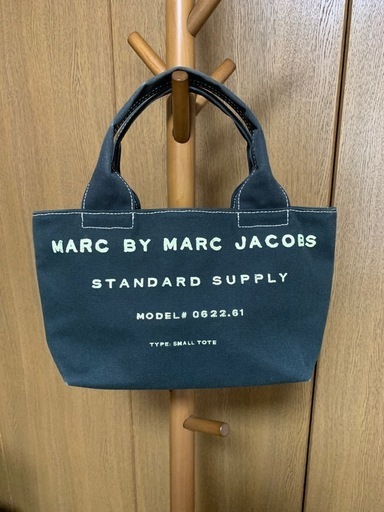 MARC BY MARC JACOBS
STANDARD SUPPLY
MODEL# 0622.61
TYPE: SMALL TOTE